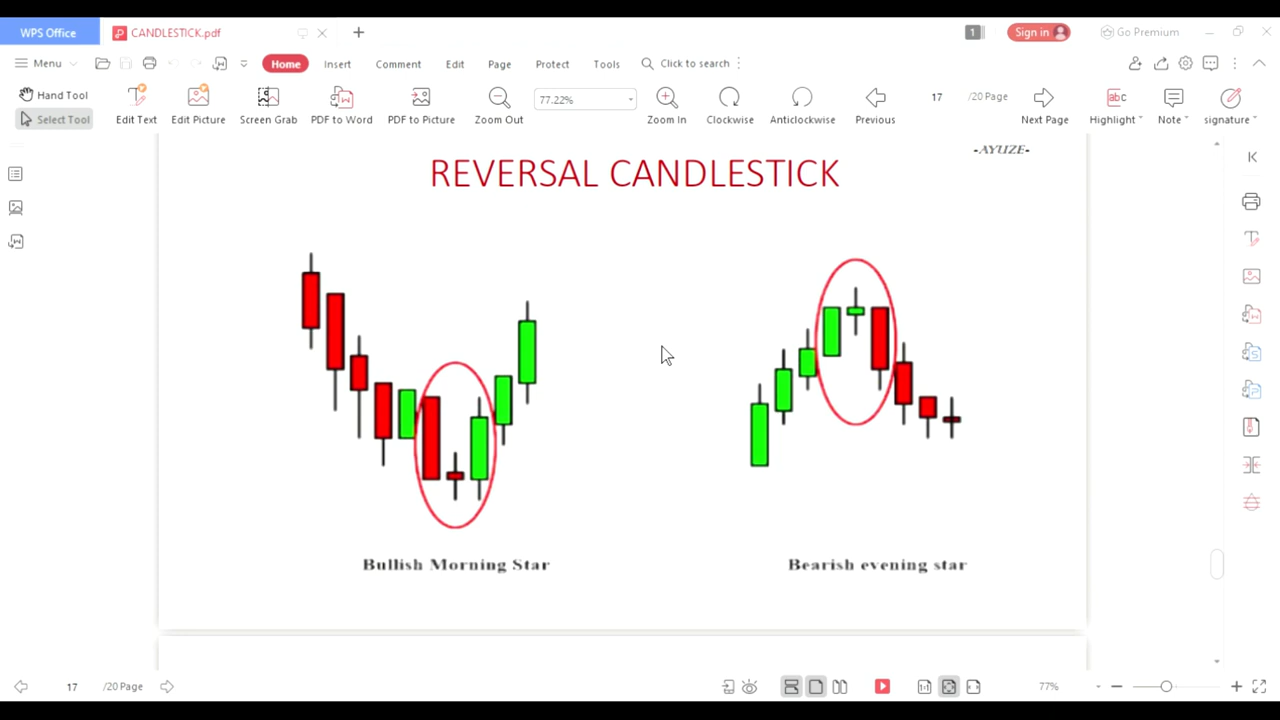 WPS Office
CANDLESTICK.pdf
1
Sign in
Go Premium
Menu
Home
Insert
Comment
Edit
Page
Protect
Tools
Click to search
Hand Tool
Select Tool
Edit Text
Edit Picture
Screen Grab
PDF to Word
PDF to Picture
Zoom Out
77.22%
Zoom In
Clockwise
Anticlockwise
Previous
17
/20 Page
Next Page
abc
Highlight
Note
signature
-AYUZE-
REVERSAL CANDLESTICK
Bullish Morning Star
Bearish evening star
17
/20 Page
77%